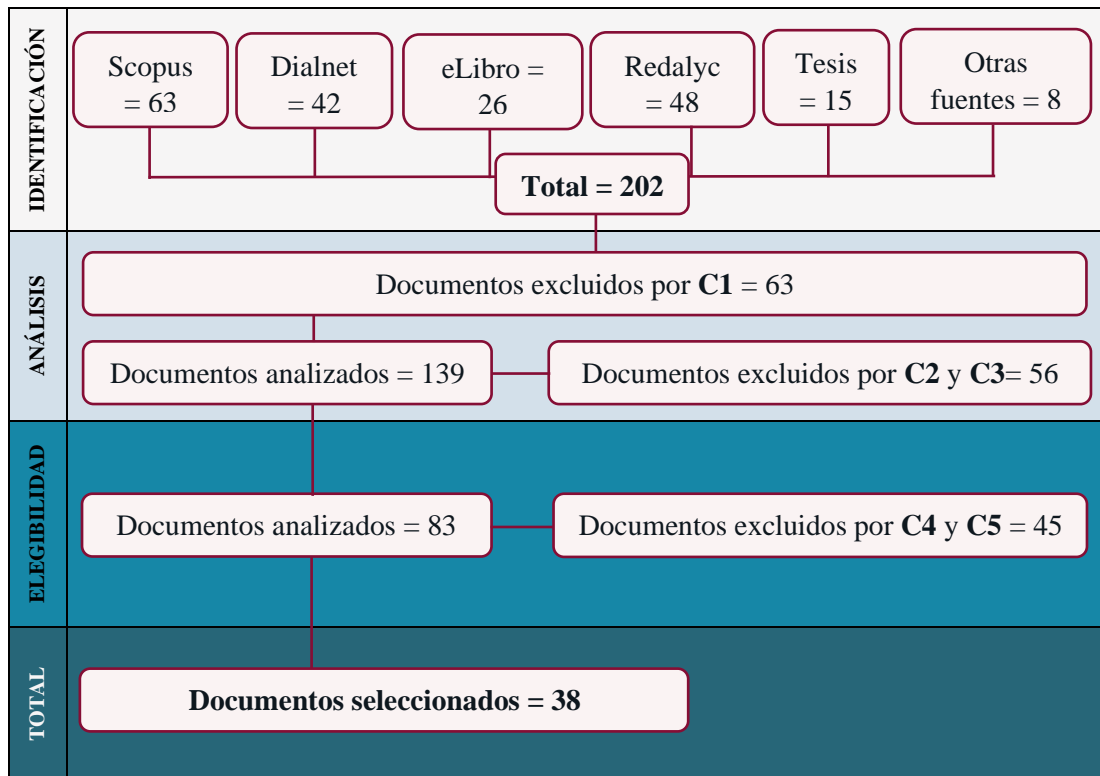 IDENTIFICACIÓN
Scopus
= 63
Dialnet
= 42
eLibro =
26
Redalyc
= 48
Tesis
= 15
Otras
fuentes = 8
Total = 202
ANÁLISIS
Documentos excluidos por C1 = 63
Documentos analizados = 139
Documentos excluidos por C2 y C3= 56
ELEGIBILIDAD
Documentos analizados = 83
Documentos excluidos por C4 y C5 = 45
TOTAL
Documentos seleccionados = 38